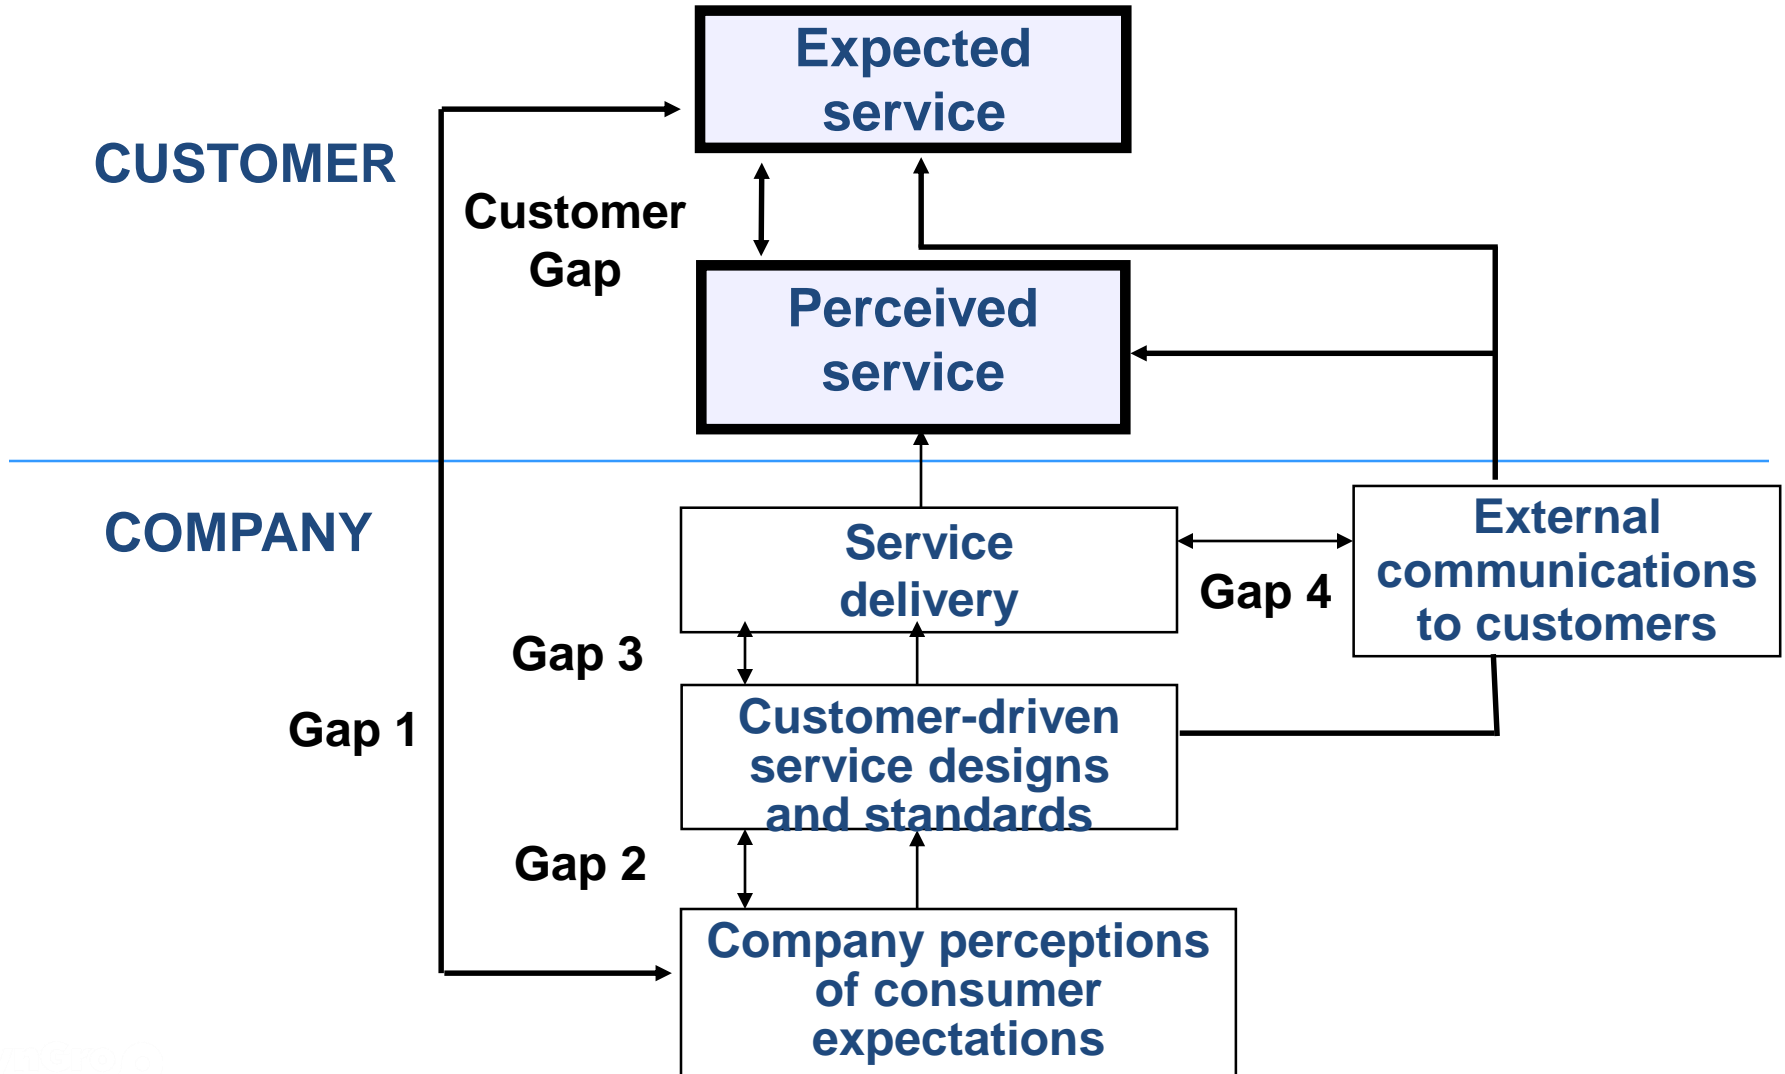 Expected
service
CUSTOMER
Customer
Gap
Perceived
service
COMPANY
Service
delivery
External
communications
to customers
Gap 4
Gap 3
Gap 1
Customer-driven
service designs
and standards
Gap 2
Company perceptions
of consumer
expectations